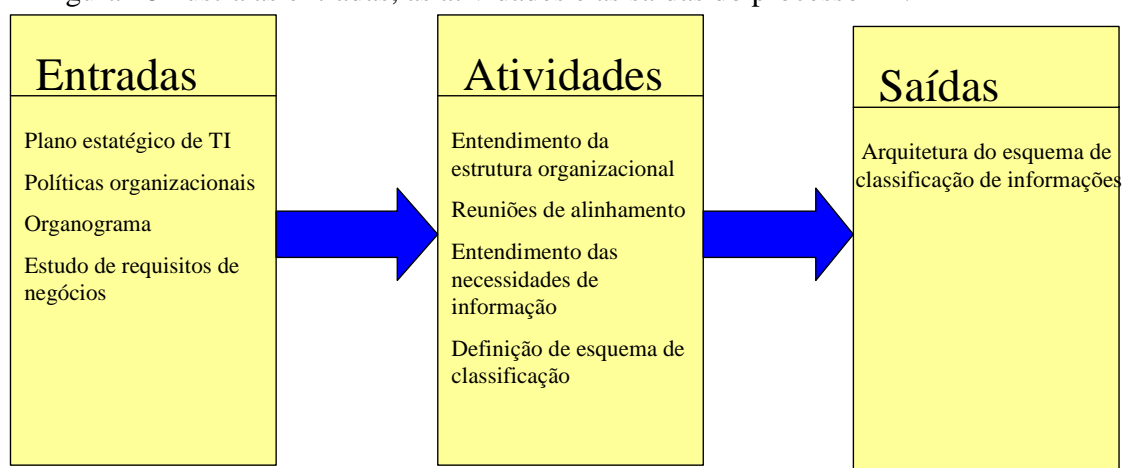 Entradas
Plano estatégico de TI
Políticas organizacionais
Organograma
Estudo de requisitos de
negócios
Atividades
Entendimento da
estrutura organizacional
Reuniões de alinhamento
Entendimento das
necessidades de
informação
Definição de esquema de
classificação
Saídas
Arquitetura do esquema de
classificação de informações